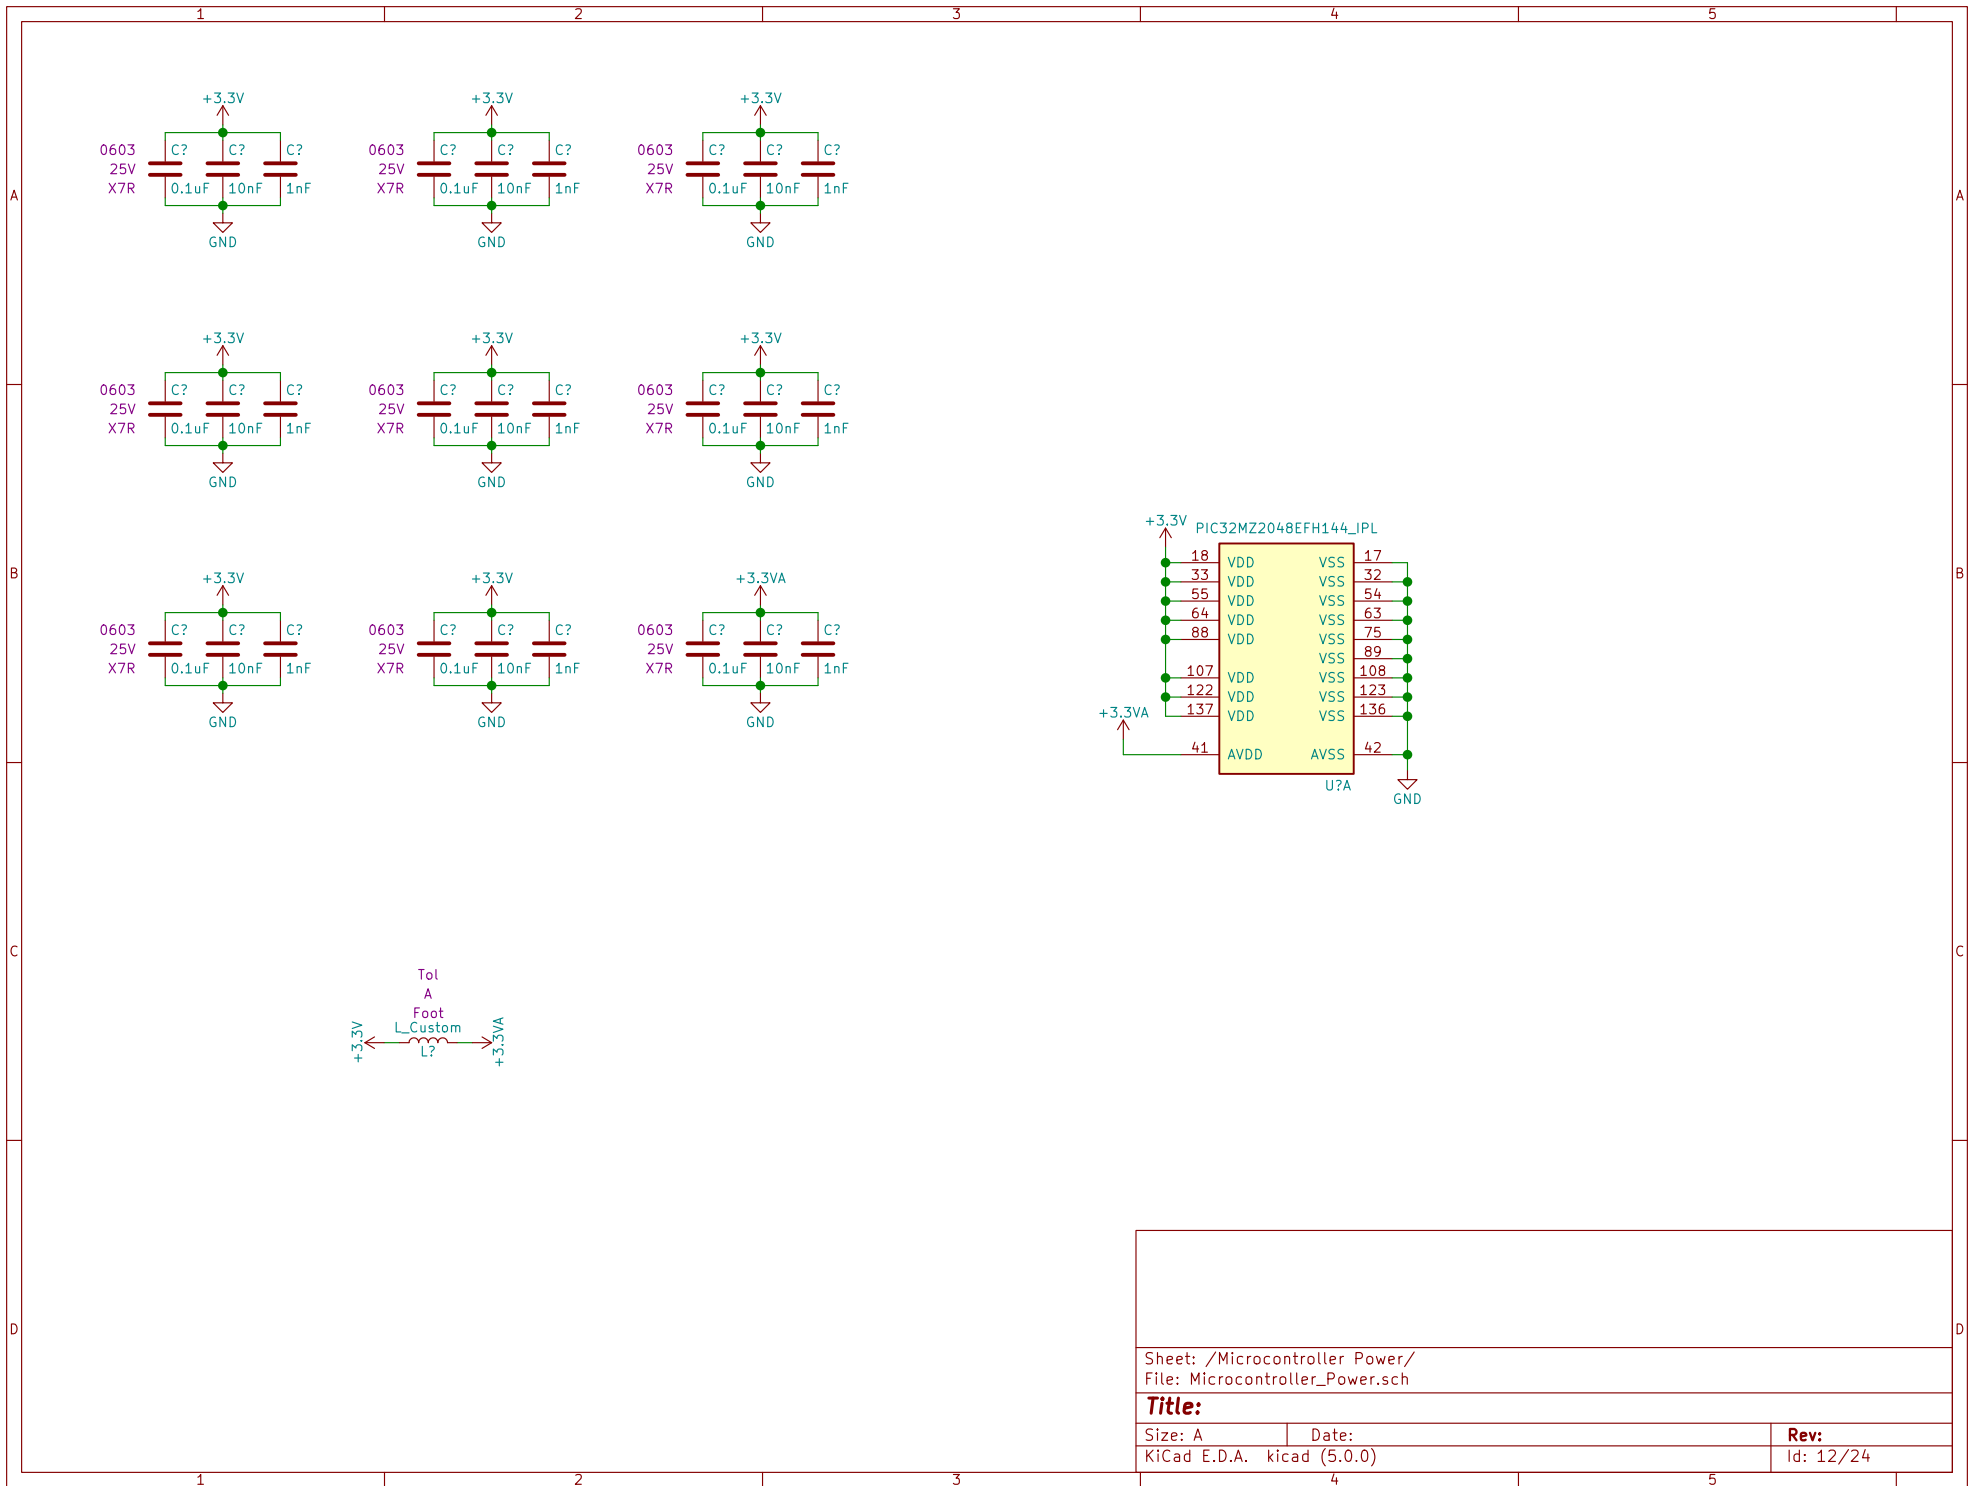 1 2 3 4 5
A A
B B
C C
D D
+3.3V +3.3V +3.3V
0603 C? C? C? 0603 C? C? C? 0603 C? C? C?
25V 25V 25V
X7R 0.1uF 10nF 1nF X7R 0.1uF 10nF 1nF X7R 0.1uF 10nF 1nF
GND GND GND
+3.3V +3.3V +3.3V
0603 C? C? C? 0603 C? C? C? 0603 C? C? C?
25V 25V 25V
X7R 0.1uF 10nF 1nF X7R 0.1uF 10nF 1nF X7R 0.1uF 10nF 1nF
GND GND GND
+3.3V +3.3V +3.3VA
0603 C? C? C? 0603 C? C? C? 0603 C? C? C?
25V 25V 25V
X7R 0.1uF 10nF 1nF X7R 0.1uF 10nF 1nF X7R 0.1uF 10nF 1nF
GND GND GND
+3.3V PIC32MZ2048EFH144_IPL
18 VDD VSS 17
33 VDD VSS 32
55 VDD VSS 54
64 VDD VSS 63
88 VDD VSS 75
VSS 89
107 VDD VSS 108
122 VDD VSS 123
137 VDD VSS 136
+3.3VA
41 AVDD AVSS 42
U?A
GND
Tol
A
Foot
L_Custom
+3.3V L? +3.3VA
Sheet: /Microcontroller Power/
File: Microcontroller_Power.sch
Title:
Size: A Date: Rev:
KiCad E.D.A. kicad (5.0.0) Id: 12/24
1 2 3 4 5